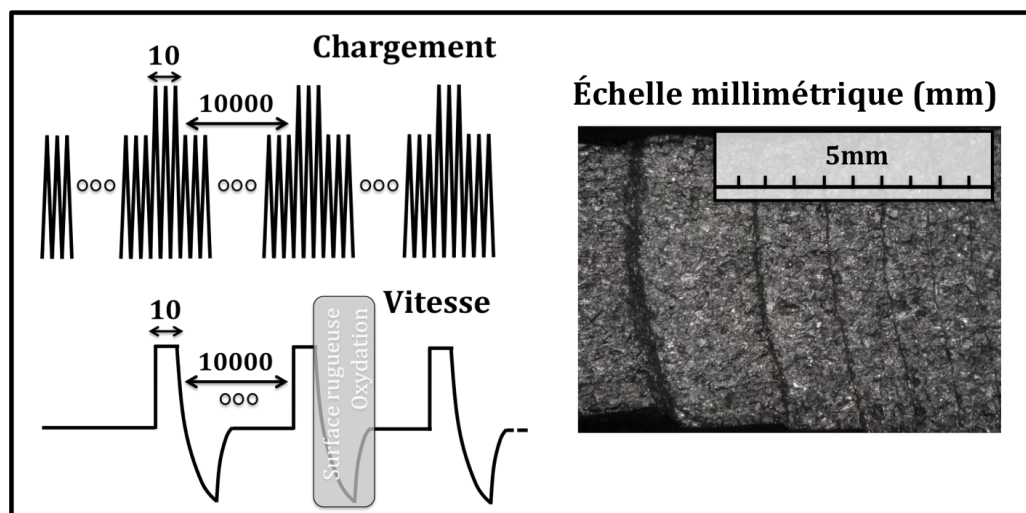 Chargement
10
10000
Échelle millimétrique (mm)
5mm
Vitesse
10
10000
Surface rugueuse
Oxydation